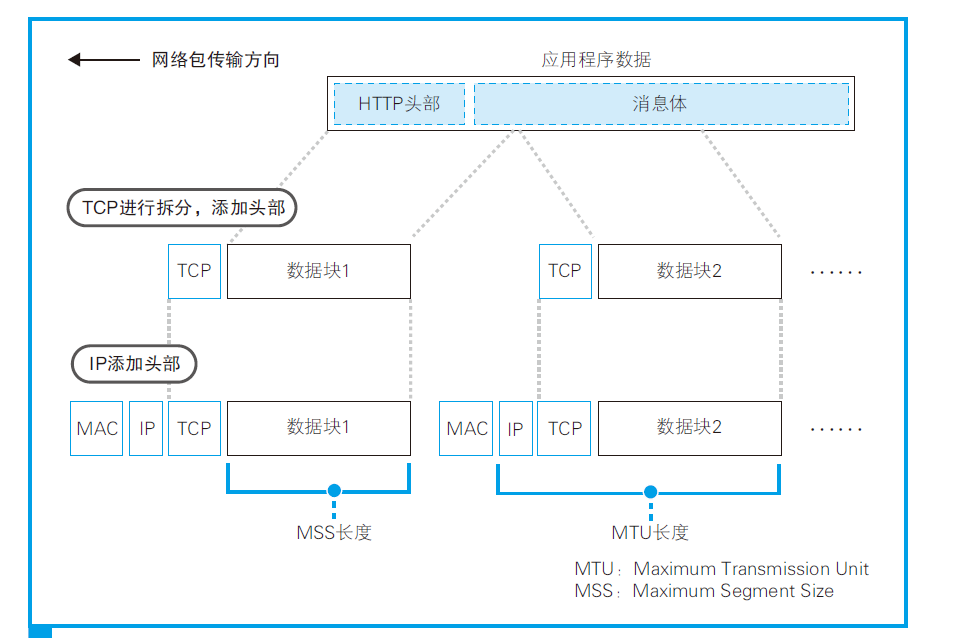 网络包传输方向
应用程序数据
HTTP头部
消息体
TCP进行拆分，添加头部
TCP
数据块1
TCP
数据块2
······
IP添加头部
MAC
IP
TCP
数据块1
MAC
IP
TCP
数据块2
······
MSS长度
MTU长度
MTU：Maximum Transmission Unit
MSS：Maximum Segment Size